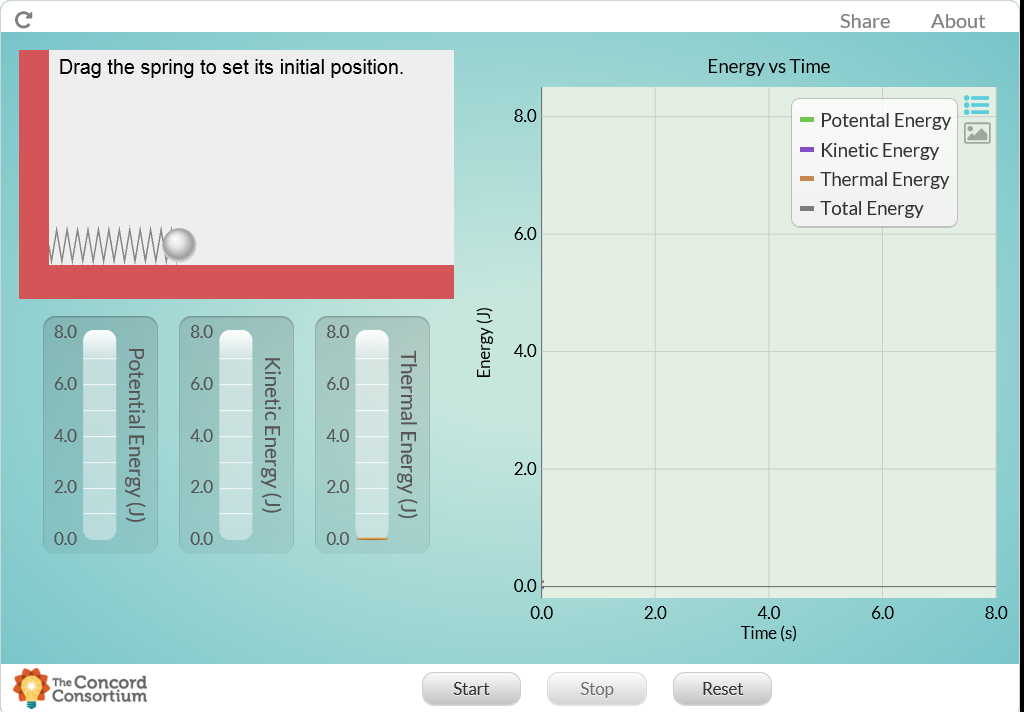 Share About
Drag the spring to set its initial position.
Energy vs Time
8.0
6.0
4.0
2.0
0.0
Energy (J)
Potental Energy
Kinetic Energy
Thermal Energy
Total Energy
0.0 2.0 4.0 6.0 8.0
Time (s)
8.0
6.0
4.0
2.0
0.0
Potential Energy (J)
8.0
6.0
4.0
2.0
0.0
Kinetic Energy (J)
8.0
6.0
4.0
2.0
0.0
Thermal Energy (J)
The Concord
Consortium
Start Stop Reset